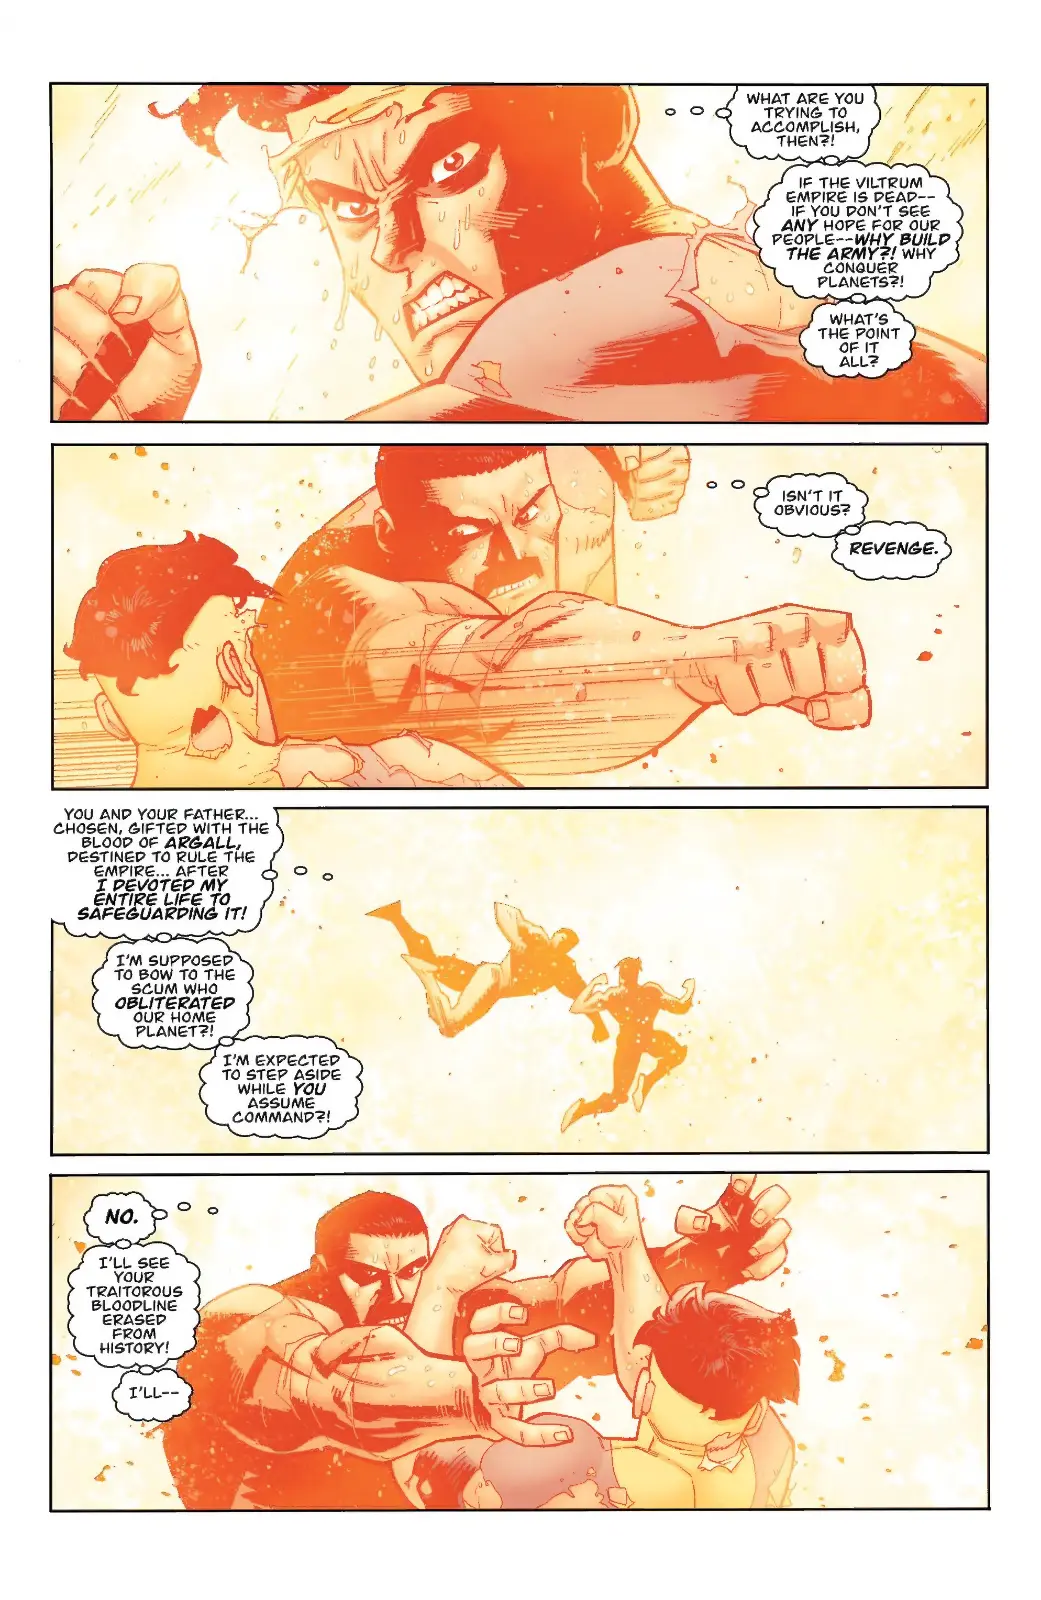 WHAT ARE YOU
TRYING TO
ACCOMPLISH,
THEN?!
IF THE VILTRUM
EMPIRE IS DEAD--
IF YOU DON'T SEE
ANY HOPE FOR OUR
PEOPLE--WHY BUILD
THE ARMY?! WHY
CONQUER
PLANETS?!
WHAT'S
THE POINT
OF IT
ALL?
ISN'T IT
OBVIOUS?
REVENGE.
YOU AND YOUR FATHER...
CHOSEN, GIFTED WITH THE
BLOOD OF ARGALL,
DESTINED TO RULE THE
EMPIRE... AFTER
I DEVOTED MY
ENTIRE LIFE TO
SAFEGUARDING IT!
I'M SUPPOSED
TO BOW TO THE
SCUM WHO
OBLITERATED
OUR HOME
PLANET?!
I'M EXPECTED
TO STEP ASIDE
WHILE YOU
ASSUME
COMMAND?!
NO.
I'LL SEE
YOUR
TRAITOROUS
BLOODLINE
ERASED
FROM
HISTORY!
I'LL--